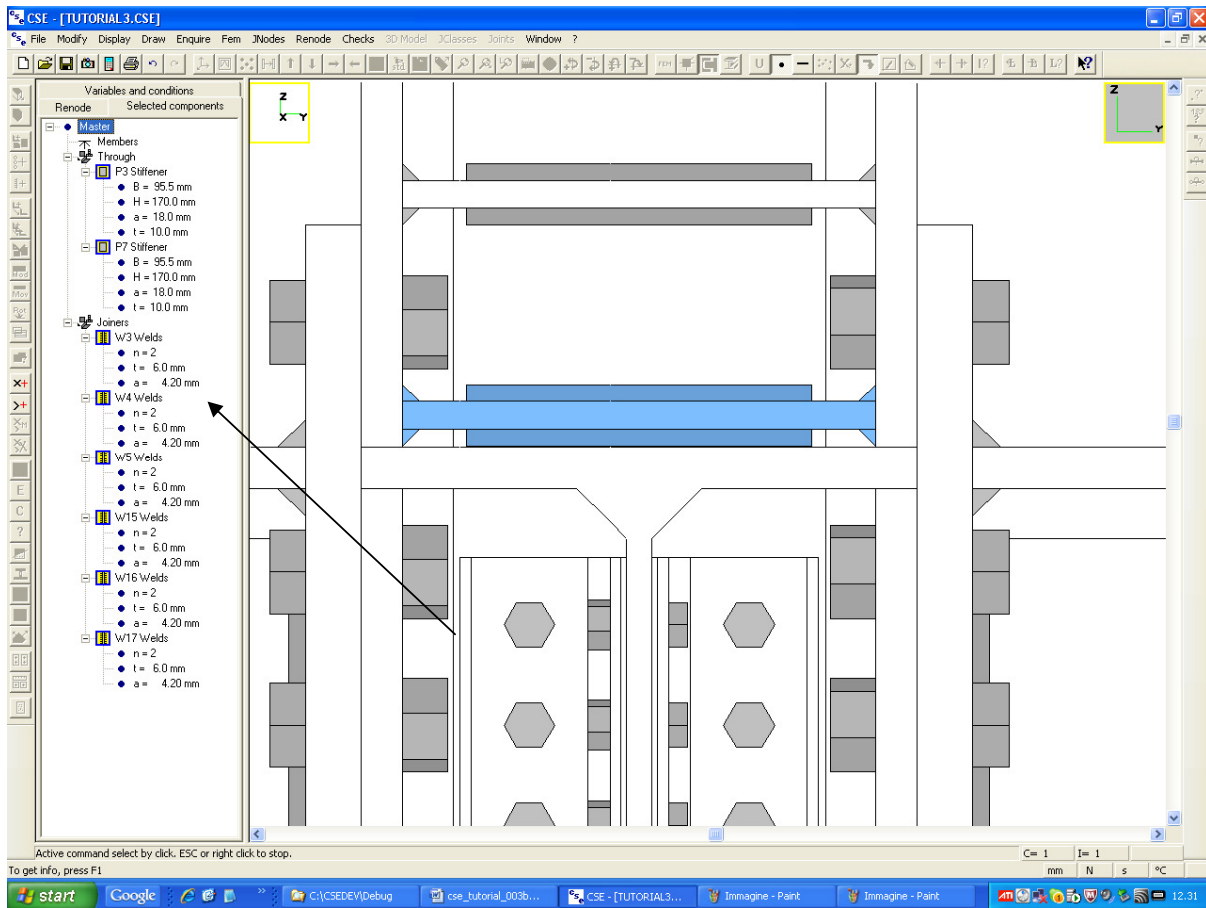 CSE - [TUTORIAL3.CSE]
File Modify Display Draw Enquire Fem JNodes Renode Checks 3D Model JClasses Joints Window ?
Variables and conditions
Renode Selected components
Master
Members
Through
P3 Stiffener
B = 95.5 mm
H = 170.0 mm
a = 18.0 mm
t = 10.0 mm
P7 Stiffener
B = 95.5 mm
H = 170.0 mm
a = 18.0 mm
t = 10.0 mm
Joiners
W3 Welds
n = 2
t = 6.0 mm
a = 4.20 mm
W4 Welds
n = 2
t = 6.0 mm
a = 4.20 mm
W5 Welds
n = 2
t = 6.0 mm
a = 4.20 mm
W15 Welds
n = 2
t = 6.0 mm
a = 4.20 mm
W16 Welds
n = 2
t = 6.0 mm
a = 4.20 mm
W17 Welds
n = 2
t = 6.0 mm
a = 4.20 mm
Z
X Y
Z
Y
Active command select by click. ESC or right click to stop.
C= 1 I= 1
To get info, press F1
mm N s °C
start Google C:\CSEDEV\Debug cse_tutorial_003b... CSE - [TUTORIAL3... Immagine - Paint Immagine - Paint 12.31